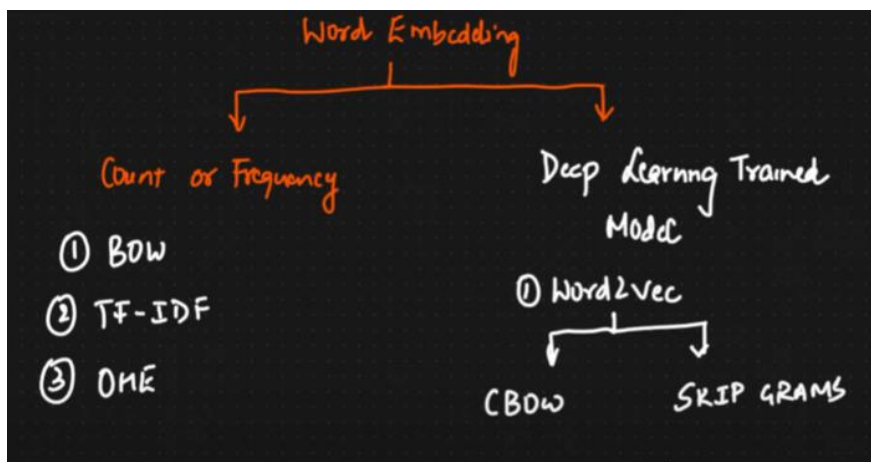 Word Embedding
Count or Frequency
Deep Learning Trained
Model
① BOW
② TF-IDF
③ OHE
① Word2Vec
CBOW
SKIP GRAMS